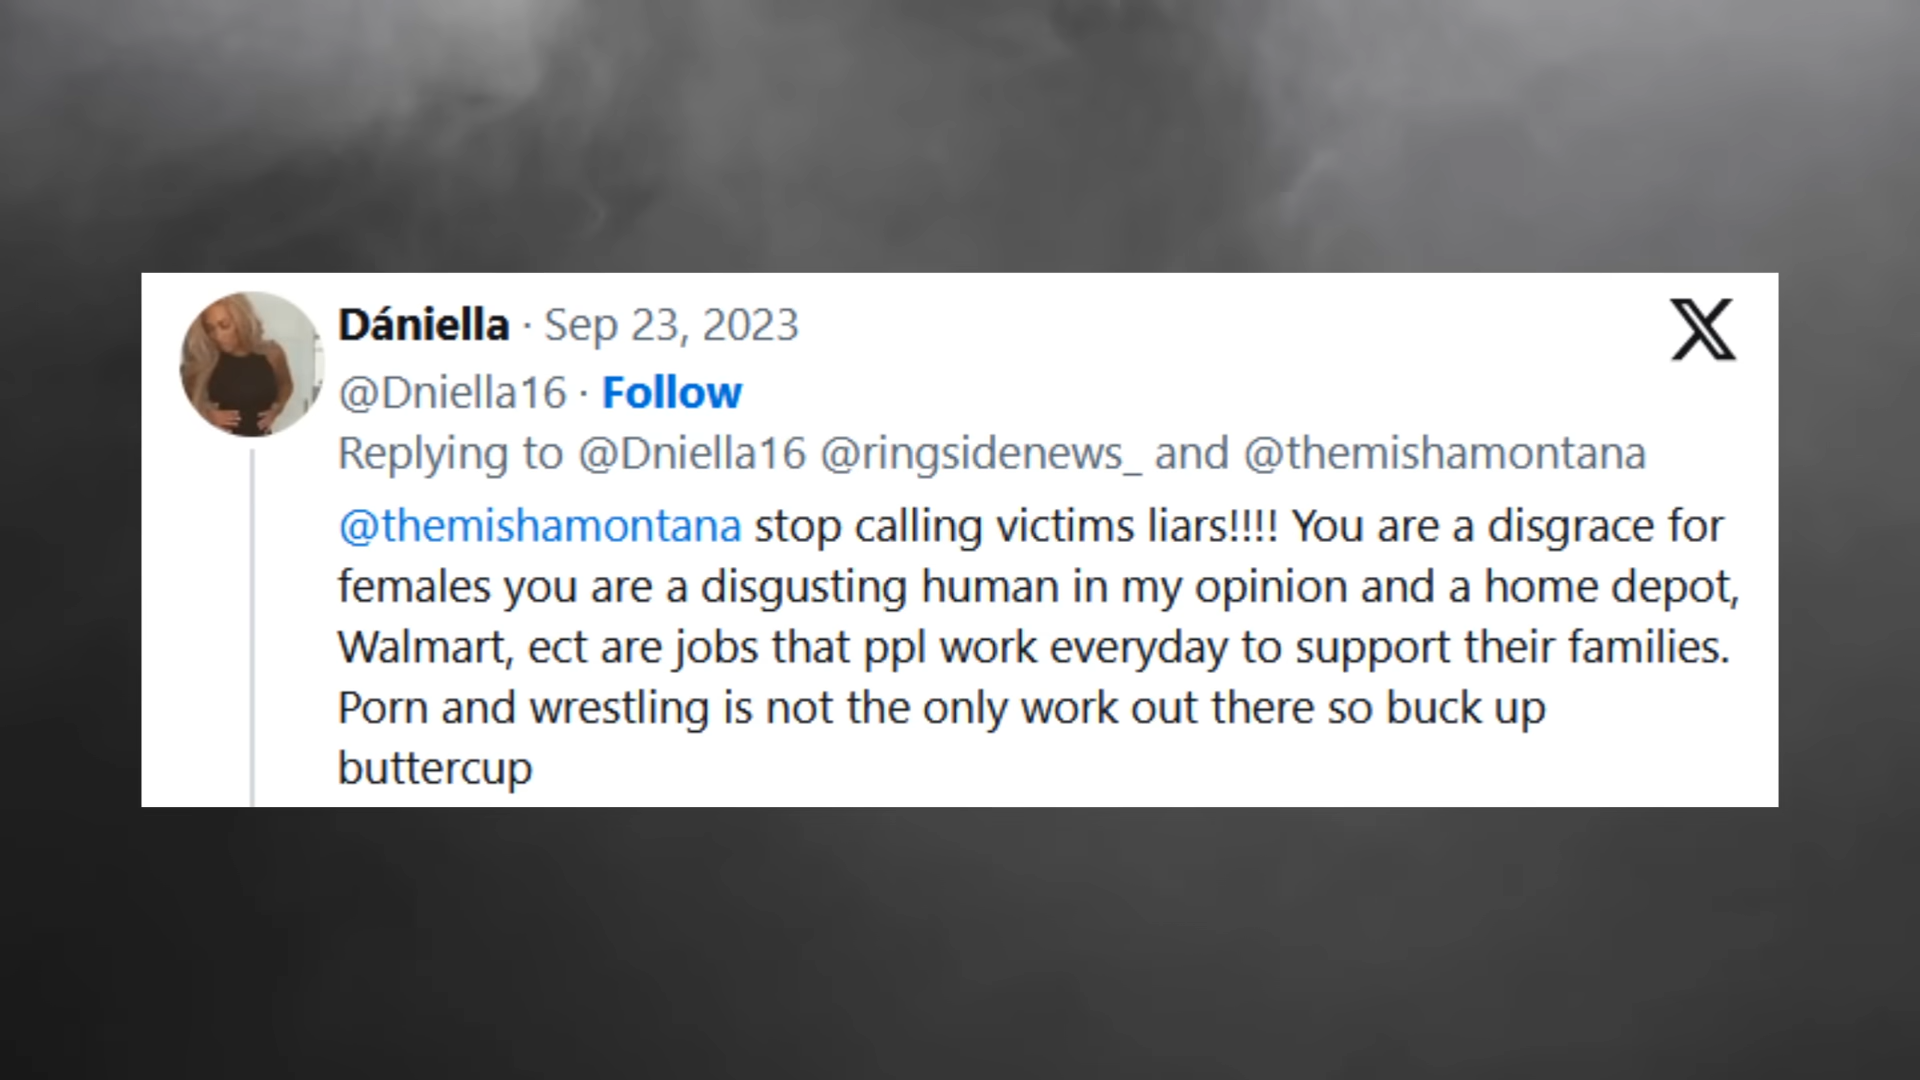 Dániella · Sep 23, 2023
@Dniella16 · Follow
Replying to @Dniella16 @ringsidenews_ and @themishamontana
@themishamontana stop calling victims liars!!!! You are a disgrace for
females you are a disgusting human in my opinion and a home depot,
Walmart, ect are jobs that ppl work everyday to support their families.
Porn and wrestling is not the only work out there so buck up
buttercup